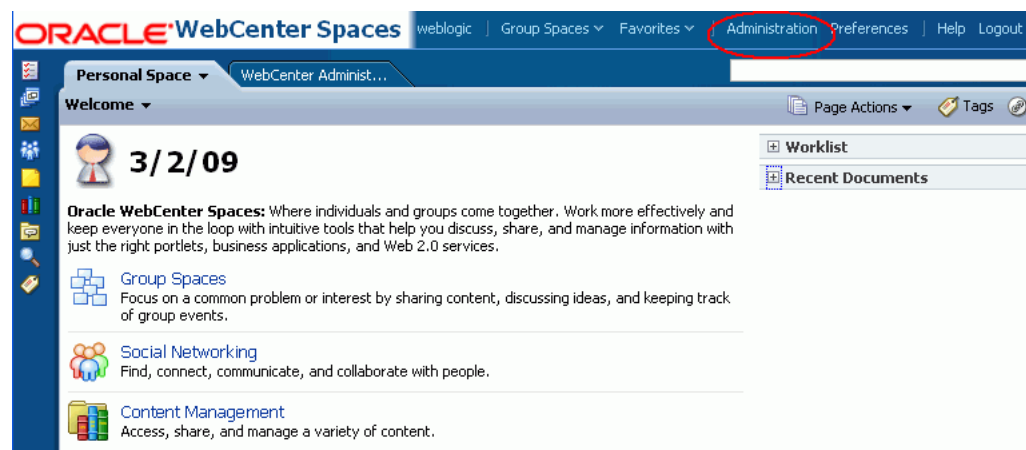 ORACLE WebCenter Spaces weblogic | Group Spaces Favorites | Administration Preferences | Help Logout
Personal Space WebCenter Administ...
Welcome Page Actions Tags
3/2/09
Worklist
Recent Documents
Oracle WebCenter Spaces: Where individuals and groups come together. Work more effectively and
keep everyone in the loop with intuitive tools that help you discuss, share, and manage information with
just the right portlets, business applications, and Web 2.0 services.
Group Spaces
Focus on a common problem or interest by sharing content, discussing ideas, and keeping track
of group events.
Social Networking
Find, connect, communicate, and collaborate with people.
Content Management
Access, share, and manage a variety of content.